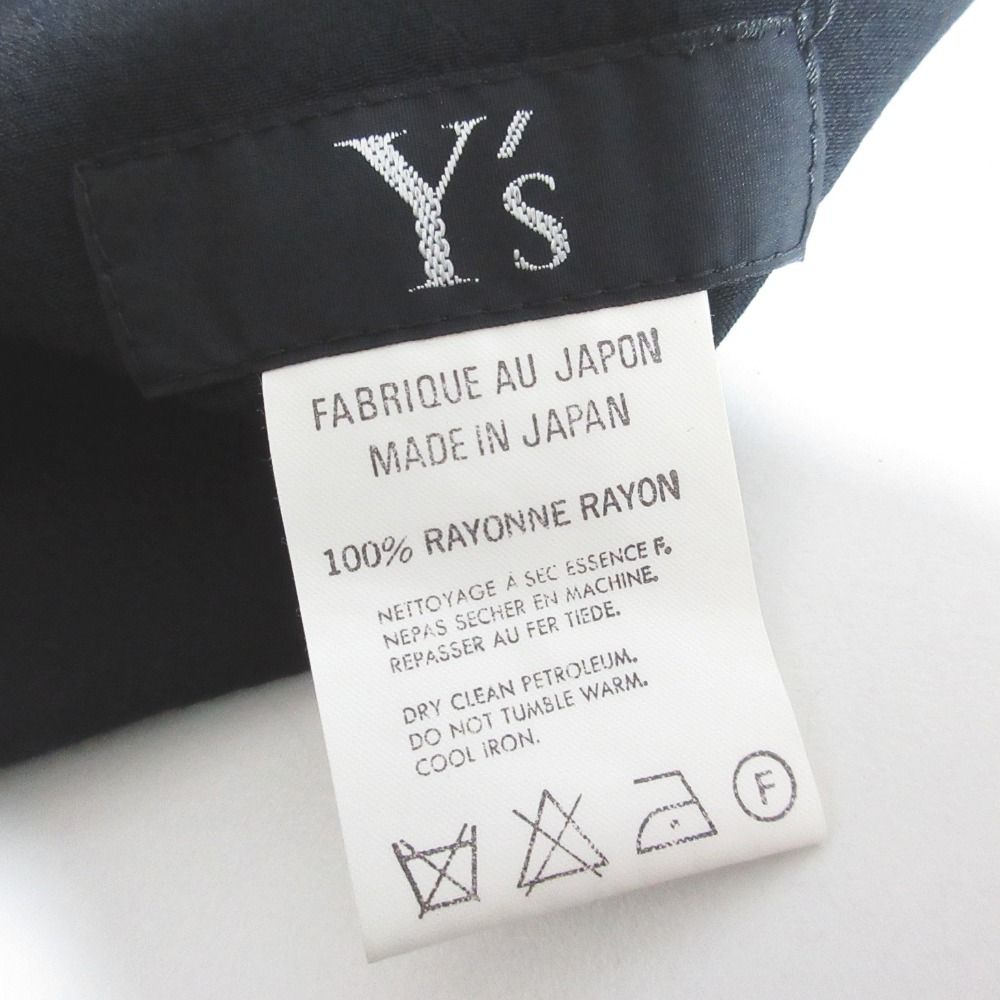 Y's
FABRIQUE AU JAPON
MADE IN JAPAN
100% RAYONNE RAYON
NETTOYAGE À SEC ESSENCE F.
NEPAS SECHER EN MACHINE.
REPASSER AU FER TIEDE.
DRY CLEAN PETROLEUM.
DO NOT TUMBLE WARM.
COOL IRON.
F